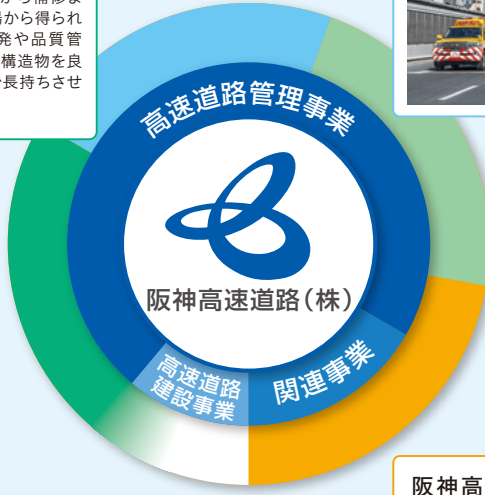 から補修ま
場から得られ
発や品質管
構造物を良
長持ちさせ
高速道路管理事業
阪神高速道路(株)
高速道路
建設事業
関連事業
阪神高